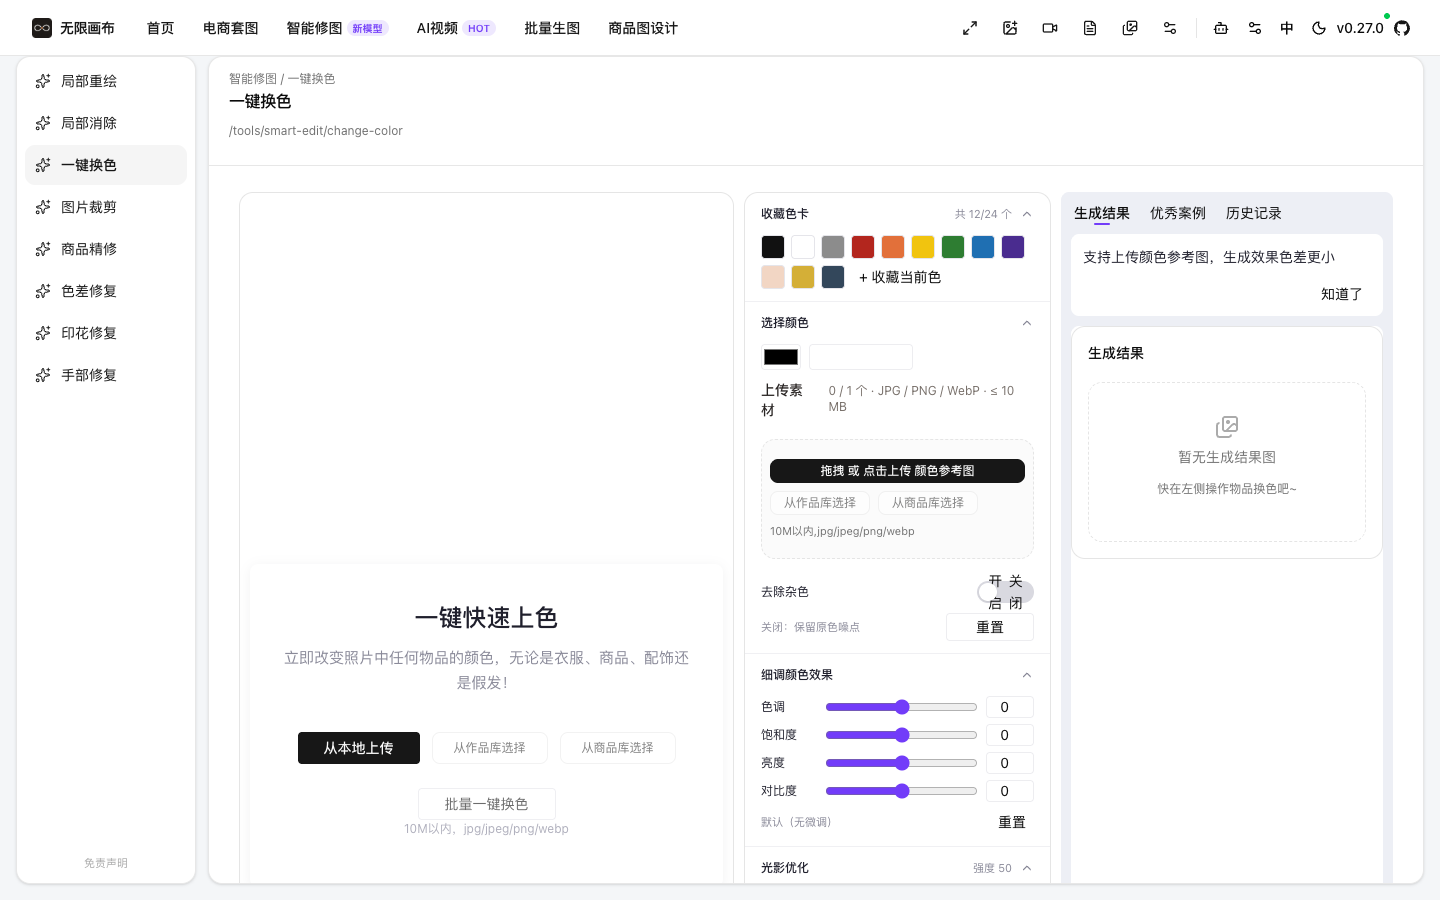 无限画布
首页
电商套图
智能修图 新模型
AI视频 HOT
批量生图
商品图设计
中
v0.27.0
局部重绘
局部消除
一键换色
图片裁剪
商品精修
色差修复
印花修复
手部修复
免责声明
智能修图 / 一键换色
一键换色
/tools/smart-edit/change-color
一键快速上色
立即改变照片中任何物品的颜色，无论是衣服、商品、配饰还
是假发！
从本地上传
从作品库选择
从商品库选择
批量一键换色
10M以内，jpg/jpeg/png/webp
收藏色卡
共 12/24 个
+ 收藏当前色
选择颜色
上传素
材
0 / 1 个 · JPG / PNG / WebP · ≤ 10
MB
拖拽 或 点击上传 颜色参考图
从作品库选择
从商品库选择
10M以内,jpg/jpeg/png/webp
去除杂色
开 关
启 闭
关闭：保留原色噪点
重置
细调颜色效果
色调
0
饱和度
0
亮度
0
对比度
0
默认（无微调）
重置
光影优化
强度 50
生成结果
优秀案例
历史记录
支持上传颜色参考图，生成效果色差更小
知道了
生成结果
暂无生成结果图
快在左侧操作物品换色吧~